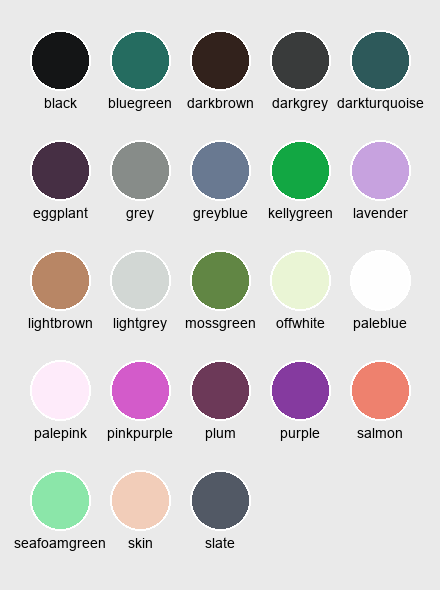 black bluegreen darkbrown darkgrey darkturquoise
eggplant grey greyblue kellygreen lavender
lightbrown lightgrey mossgreen offwhite paleblue
palepink pinkpurple plum purple salmon
seafoamgreen skin slate